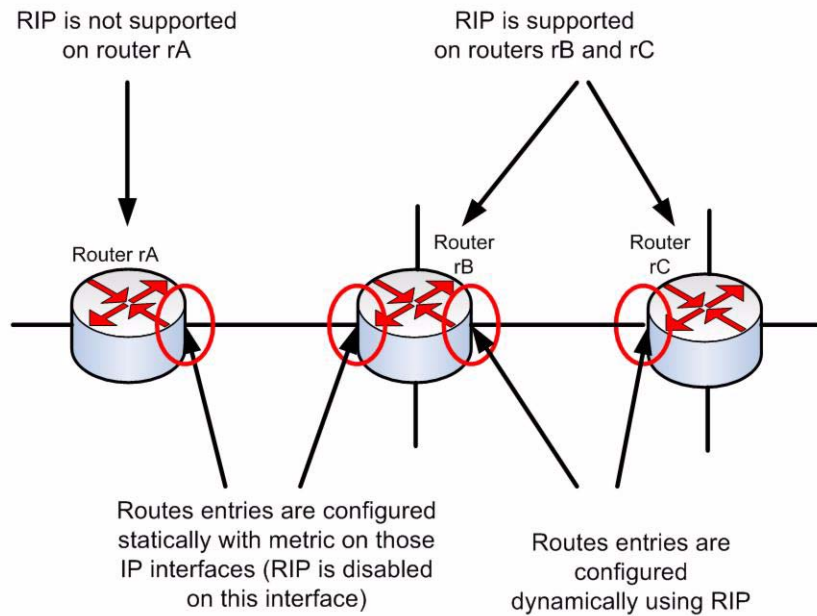 RIP is not supported
on router rA
RIP is supported
on routers rB and rC
Router rA
Router
rB
Router
rC
Routes entries are configured
statically with metric on those
IP interfaces (RIP is disabled
on this interface)
Routes entries are
configured
dynamically using RIP